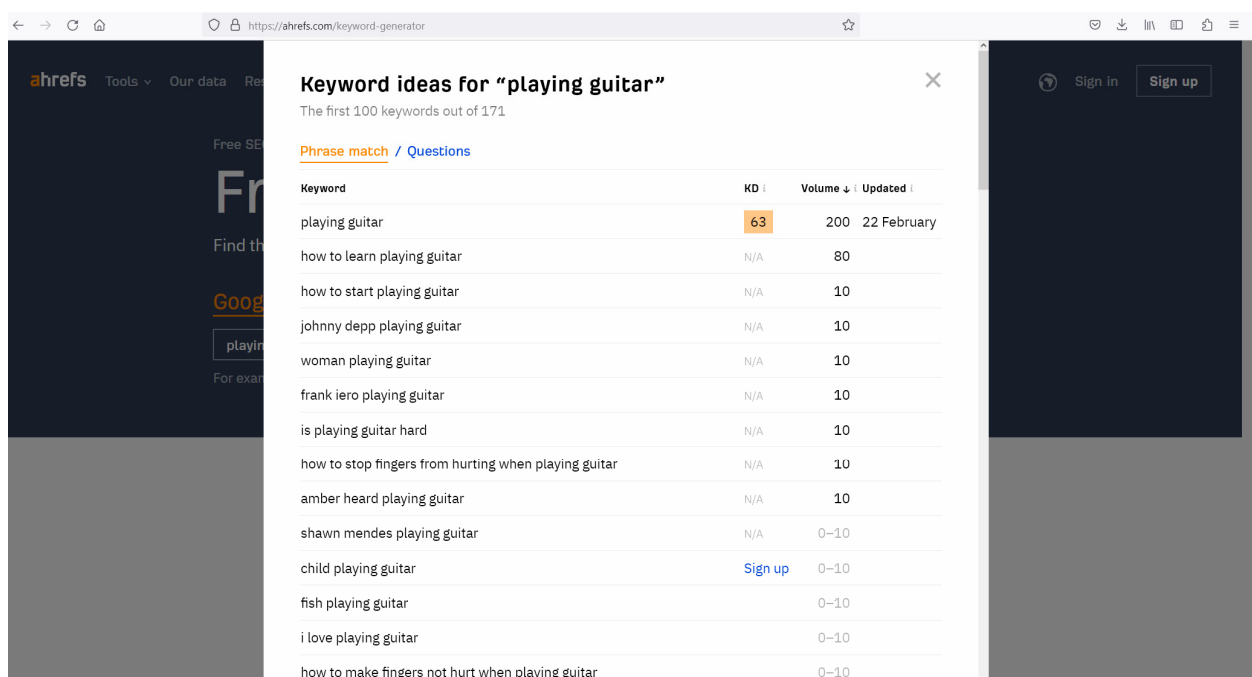 https://ahrefs.com/keyword-generator
ahrefs Tools Our data Res Sign in Sign up
Keyword ideas for “playing guitar”
The first 100 keywords out of 171
Free SE
Phrase match / Questions
Fr
Keyword KD i Volume ↓ i Updated i
playing guitar 63 200 22 February
Find th
how to learn playing guitar N/A 80
how to start playing guitar N/A 10
Goog
johnny depp playing guitar N/A 10
playin
woman playing guitar N/A 10
For exam
frank iero playing guitar N/A 10
is playing guitar hard N/A 10
how to stop fingers from hurting when playing guitar N/A 10
amber heard playing guitar N/A 10
shawn mendes playing guitar N/A 0–10
child playing guitar Sign up 0–10
fish playing guitar 0–10
i love playing guitar 0–10
how to make fingers not hurt when playing guitar 0–10